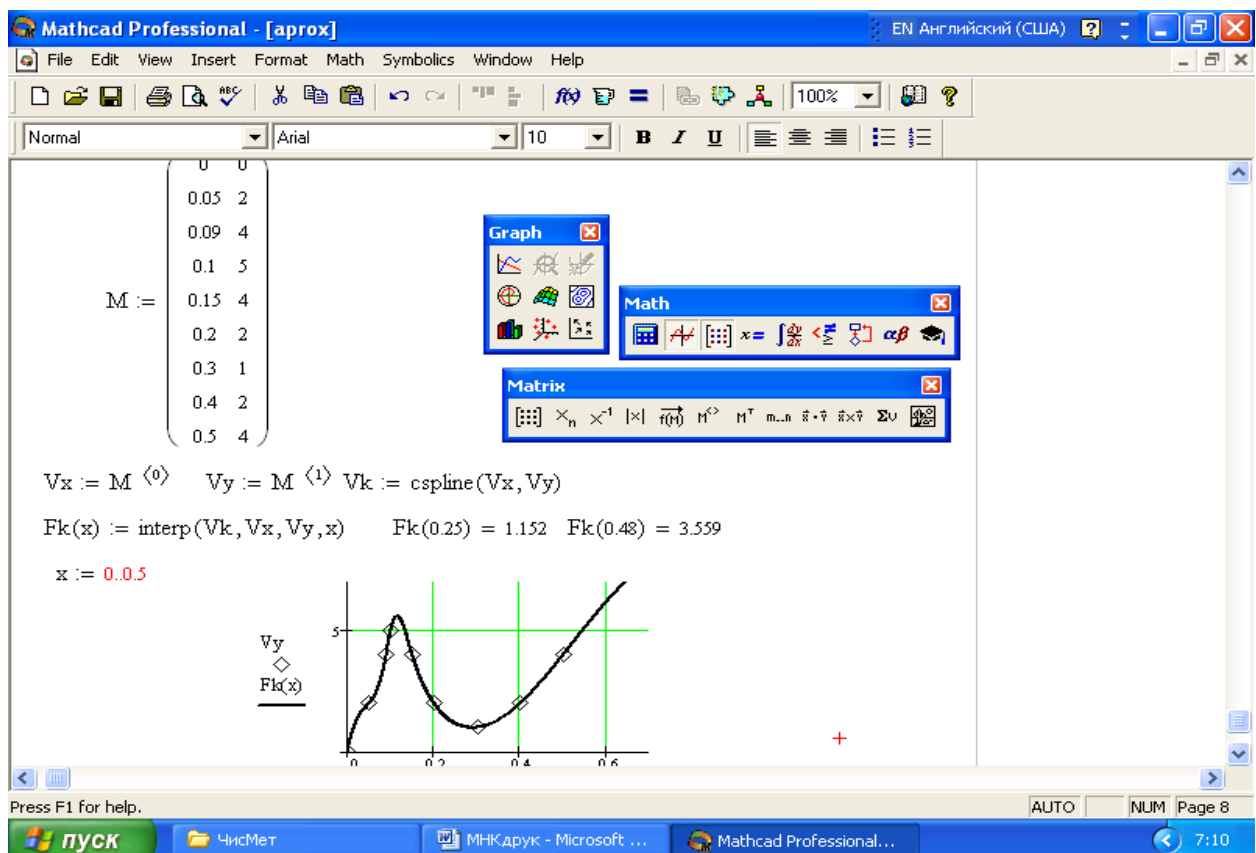 Mathcad Professional - [aprox]
EN Английский (США)
File Edit View Insert Format Math Symbolics Window Help
100%
Normal Arial 10 B I U
0 0
0.05 2
0.09 4
0.1 5
M := 0.15 4
0.2 2
0.3 1
0.4 2
0.5 4
Graph
Math
x= αβ
Matrix
[:::] ×n ×⁻¹ |×| f(M) M<> Mᵀ m..n x·y x×y Συ
Vx := M ⟨0⟩ Vy := M ⟨1⟩ Vk := cspline(Vx, Vy)
Fk(x) := interp(Vk, Vx, Vy, x) Fk(0.25) = 1.152 Fk(0.48) = 3.559
x := 0..0.5
Vy
Fk(x)
5
0 0.2 0.4 0.6
Press F1 for help.
AUTO NUM Page 8
пуск ЧисМет МНКдрук - Microsoft ... Mathcad Professional... 7:10